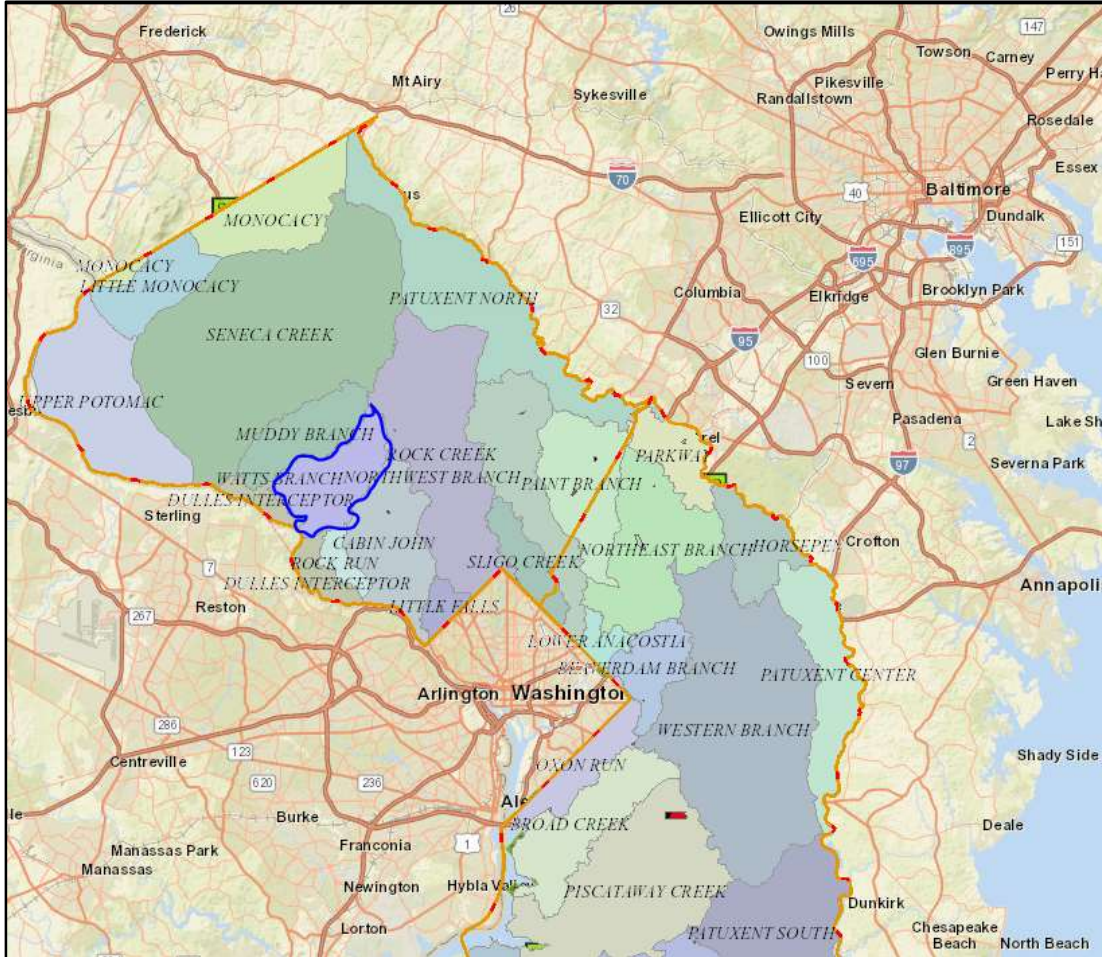 26
147
Frederick
Owings Mills
Towson
Carney
Mt Airy
Pikesville
Perry
Sykesville
Randallstown
Rosedale
70
40
Essex
Baltimore
Ellicott City
Dundalk
MONOCACY
695
895
151
MONOCACY
LITTLE MONOCACY
Columbia
Elkridge
Brooklyn Park
PATUXENT NORTH
32
SENECA CREEK
95
100
Glen Burnie
Severn
Green Haven
UPPER POTOMAC
Pasadena
Lake Sh
MUDDY BRANCH
2
ROCK CREEK
PARKWAY
97
Severna Park
WATTS BRANCH
NORTHWEST BRANCH
PAINT BRANCH
DULLES INTERCEPTOR
Sterling
CABIN JOHN
NORTHEAST BRANCH
HORSEPEN
Crofton
ROCK RUN
SLIGO CREEK
7
DULLES INTERCEPTOR
Annapoli
Reston
LITTLE FALLS
267
LOWER ANACOSTIA
BEAVERDAM BRANCH
PATUXENT CENTER
Arlington
Washington
286
WESTERN BRANCH
123
Shady Side
Centreville
OXON RUN
620
236
Ale
Burke
BROAD CREEK
Deale
1
Franconia
Manassas Park
Manassas
Newington
Hybla Valley
PISCATAWAY CREEK
Dunkirk
Lorton
PATUXENT SOUTH
Chesapeake
Beach
North Beach